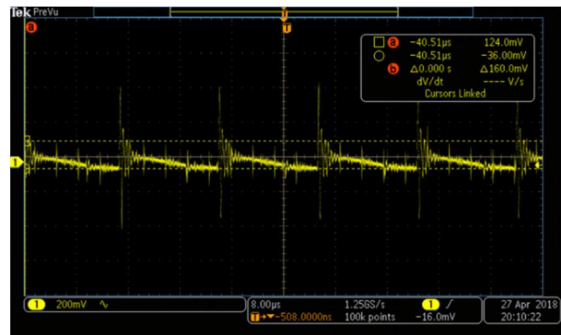 Tek PreVu
T
a
T
a -40.51µs 124.0mV
-40.51µs -36.00mV
b Δ0.000 s Δ160.0mV
dV/dt ---- V/s
Cursors Linked
1
1 200mV ∿
8.00µs 1.25GS/s 1 ∫ 27 Apr 2018
T→▼-508.0000ns 100k points -16.0mV 20:10:22